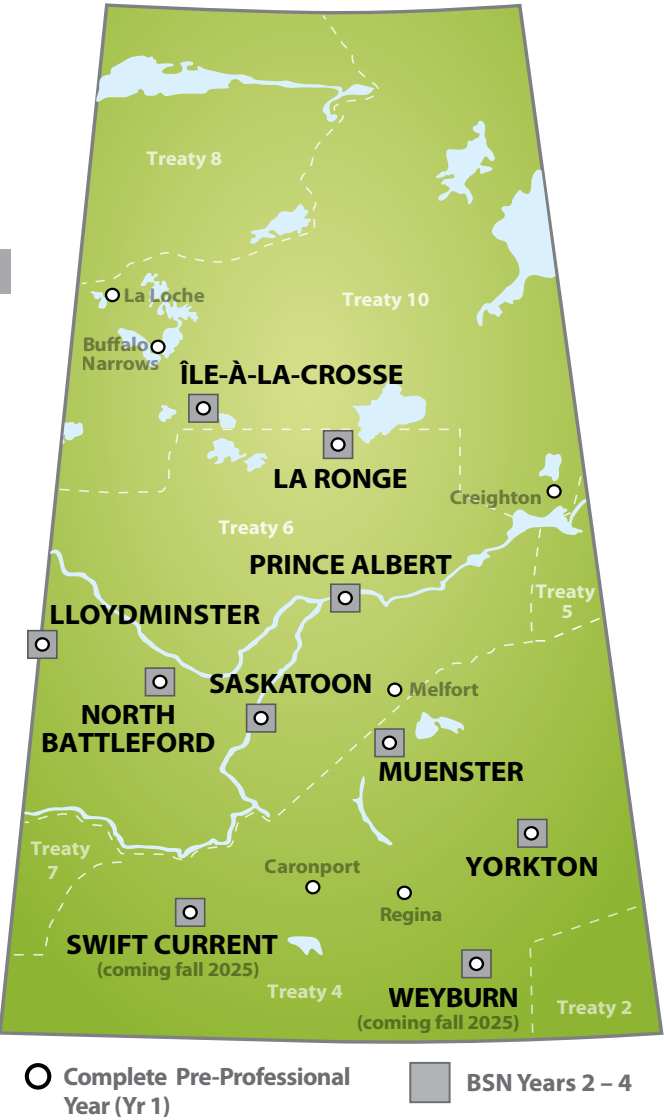 Treaty 8
La Loche
Treaty 10
Buffalo
Narrows
ÎLE-À-LA-CROSSE
LA RONGE
Creighton
Treaty 6
PRINCE ALBERT
Treaty
5
LLOYDMINSTER
SASKATOON
Melfort
NORTH
BATTLEFORD
MUENSTER
Treaty
7
Caronport
YORKTON
Regina
SWIFT CURRENT
(coming fall 2025)
Treaty 4
WEYBURN
(coming fall 2025)
Treaty 2
Complete Pre-Professional
Year (Yr 1)
BSN Years 2 – 4